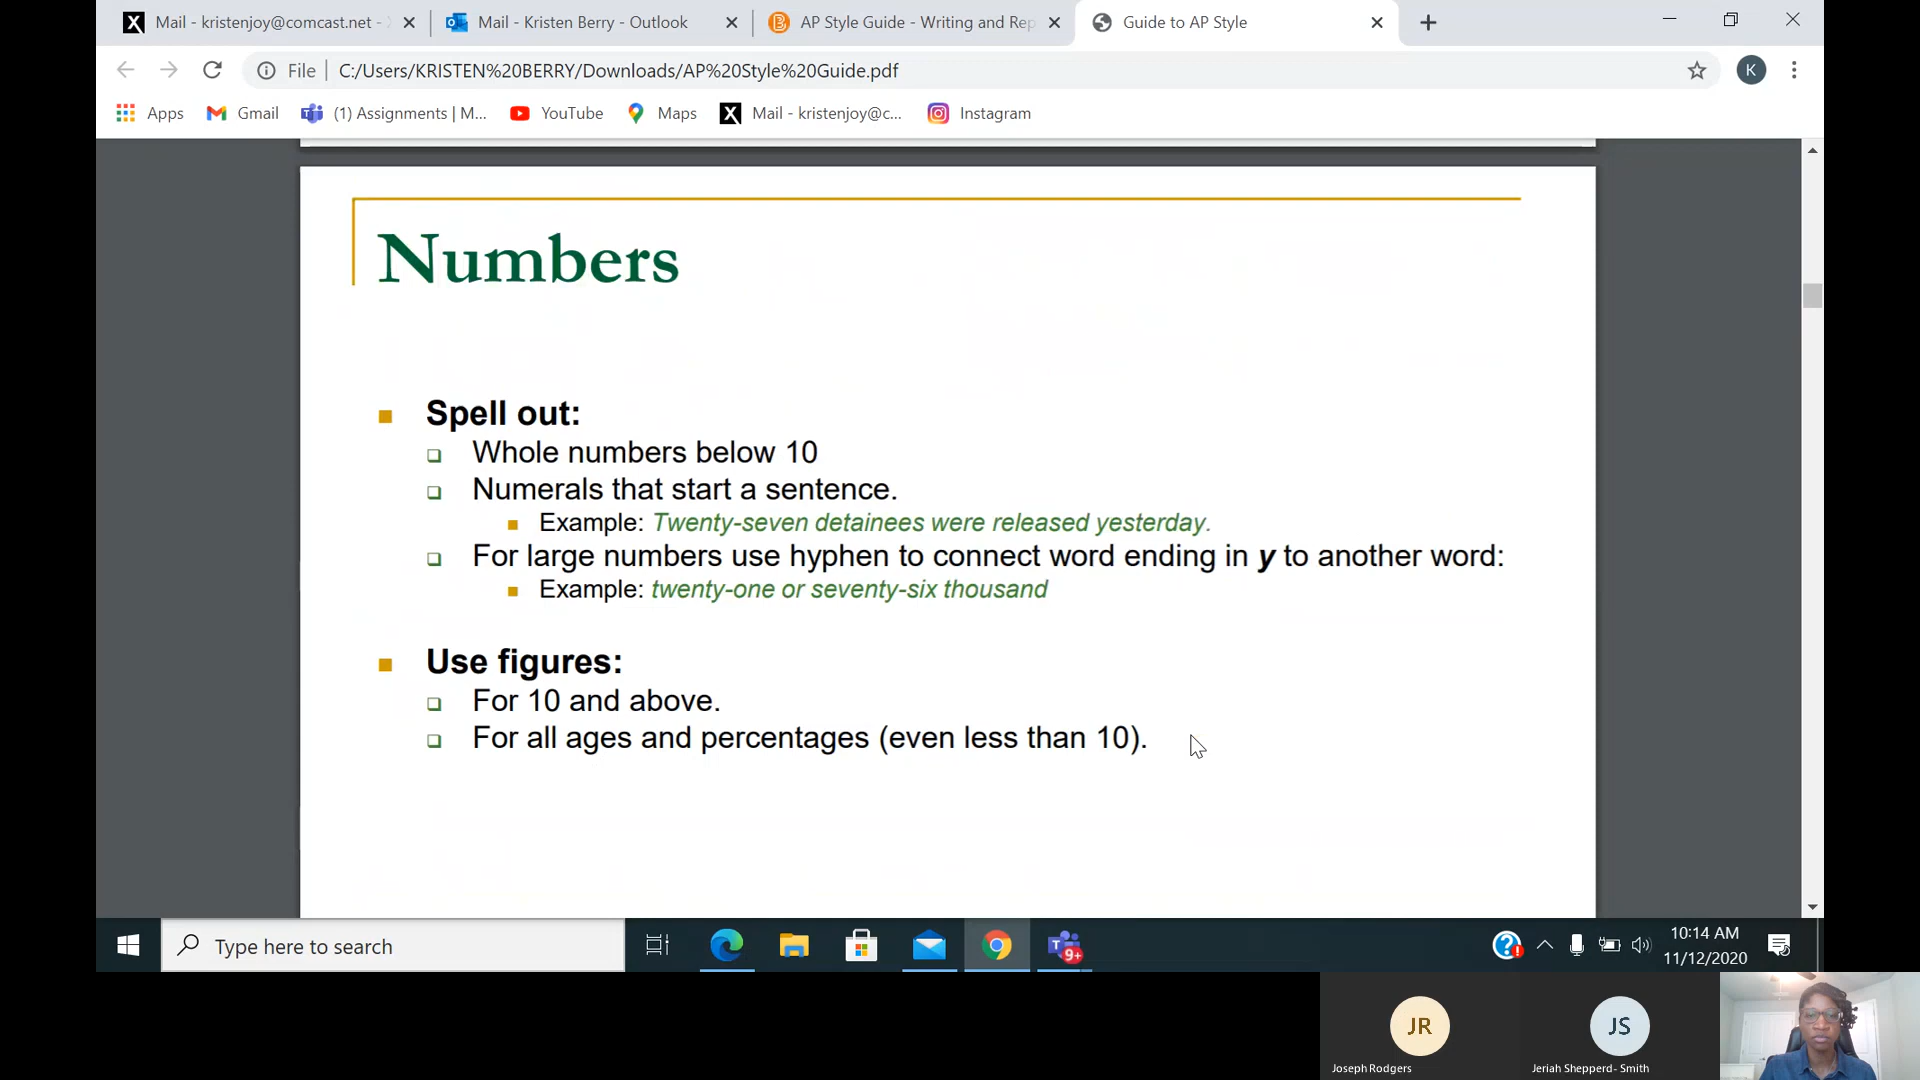 Mail - kristenjoy@comcast.net -
Mail - Kristen Berry - Outlook
AP Style Guide - Writing and Rep
Guide to AP Style
File
C:/Users/KRISTEN%20BERRY/Downloads/AP%20Style%20Guide.pdf
K
Apps
Gmail
(1) Assignments | M...
YouTube
Maps
Mail - kristenjoy@c...
Instagram
Numbers
Spell out:
Whole numbers below 10
Numerals that start a sentence.
Example: Twenty-seven detainees were released yesterday.
For large numbers use hyphen to connect word ending in y to another word:
Example: twenty-one or seventy-six thousand
Use figures:
For 10 and above.
For all ages and percentages (even less than 10).
Type here to search
9+
10:14 AM
11/12/2020
JR
Joseph Rodgers
JS
Jeriah Shepperd- Smith